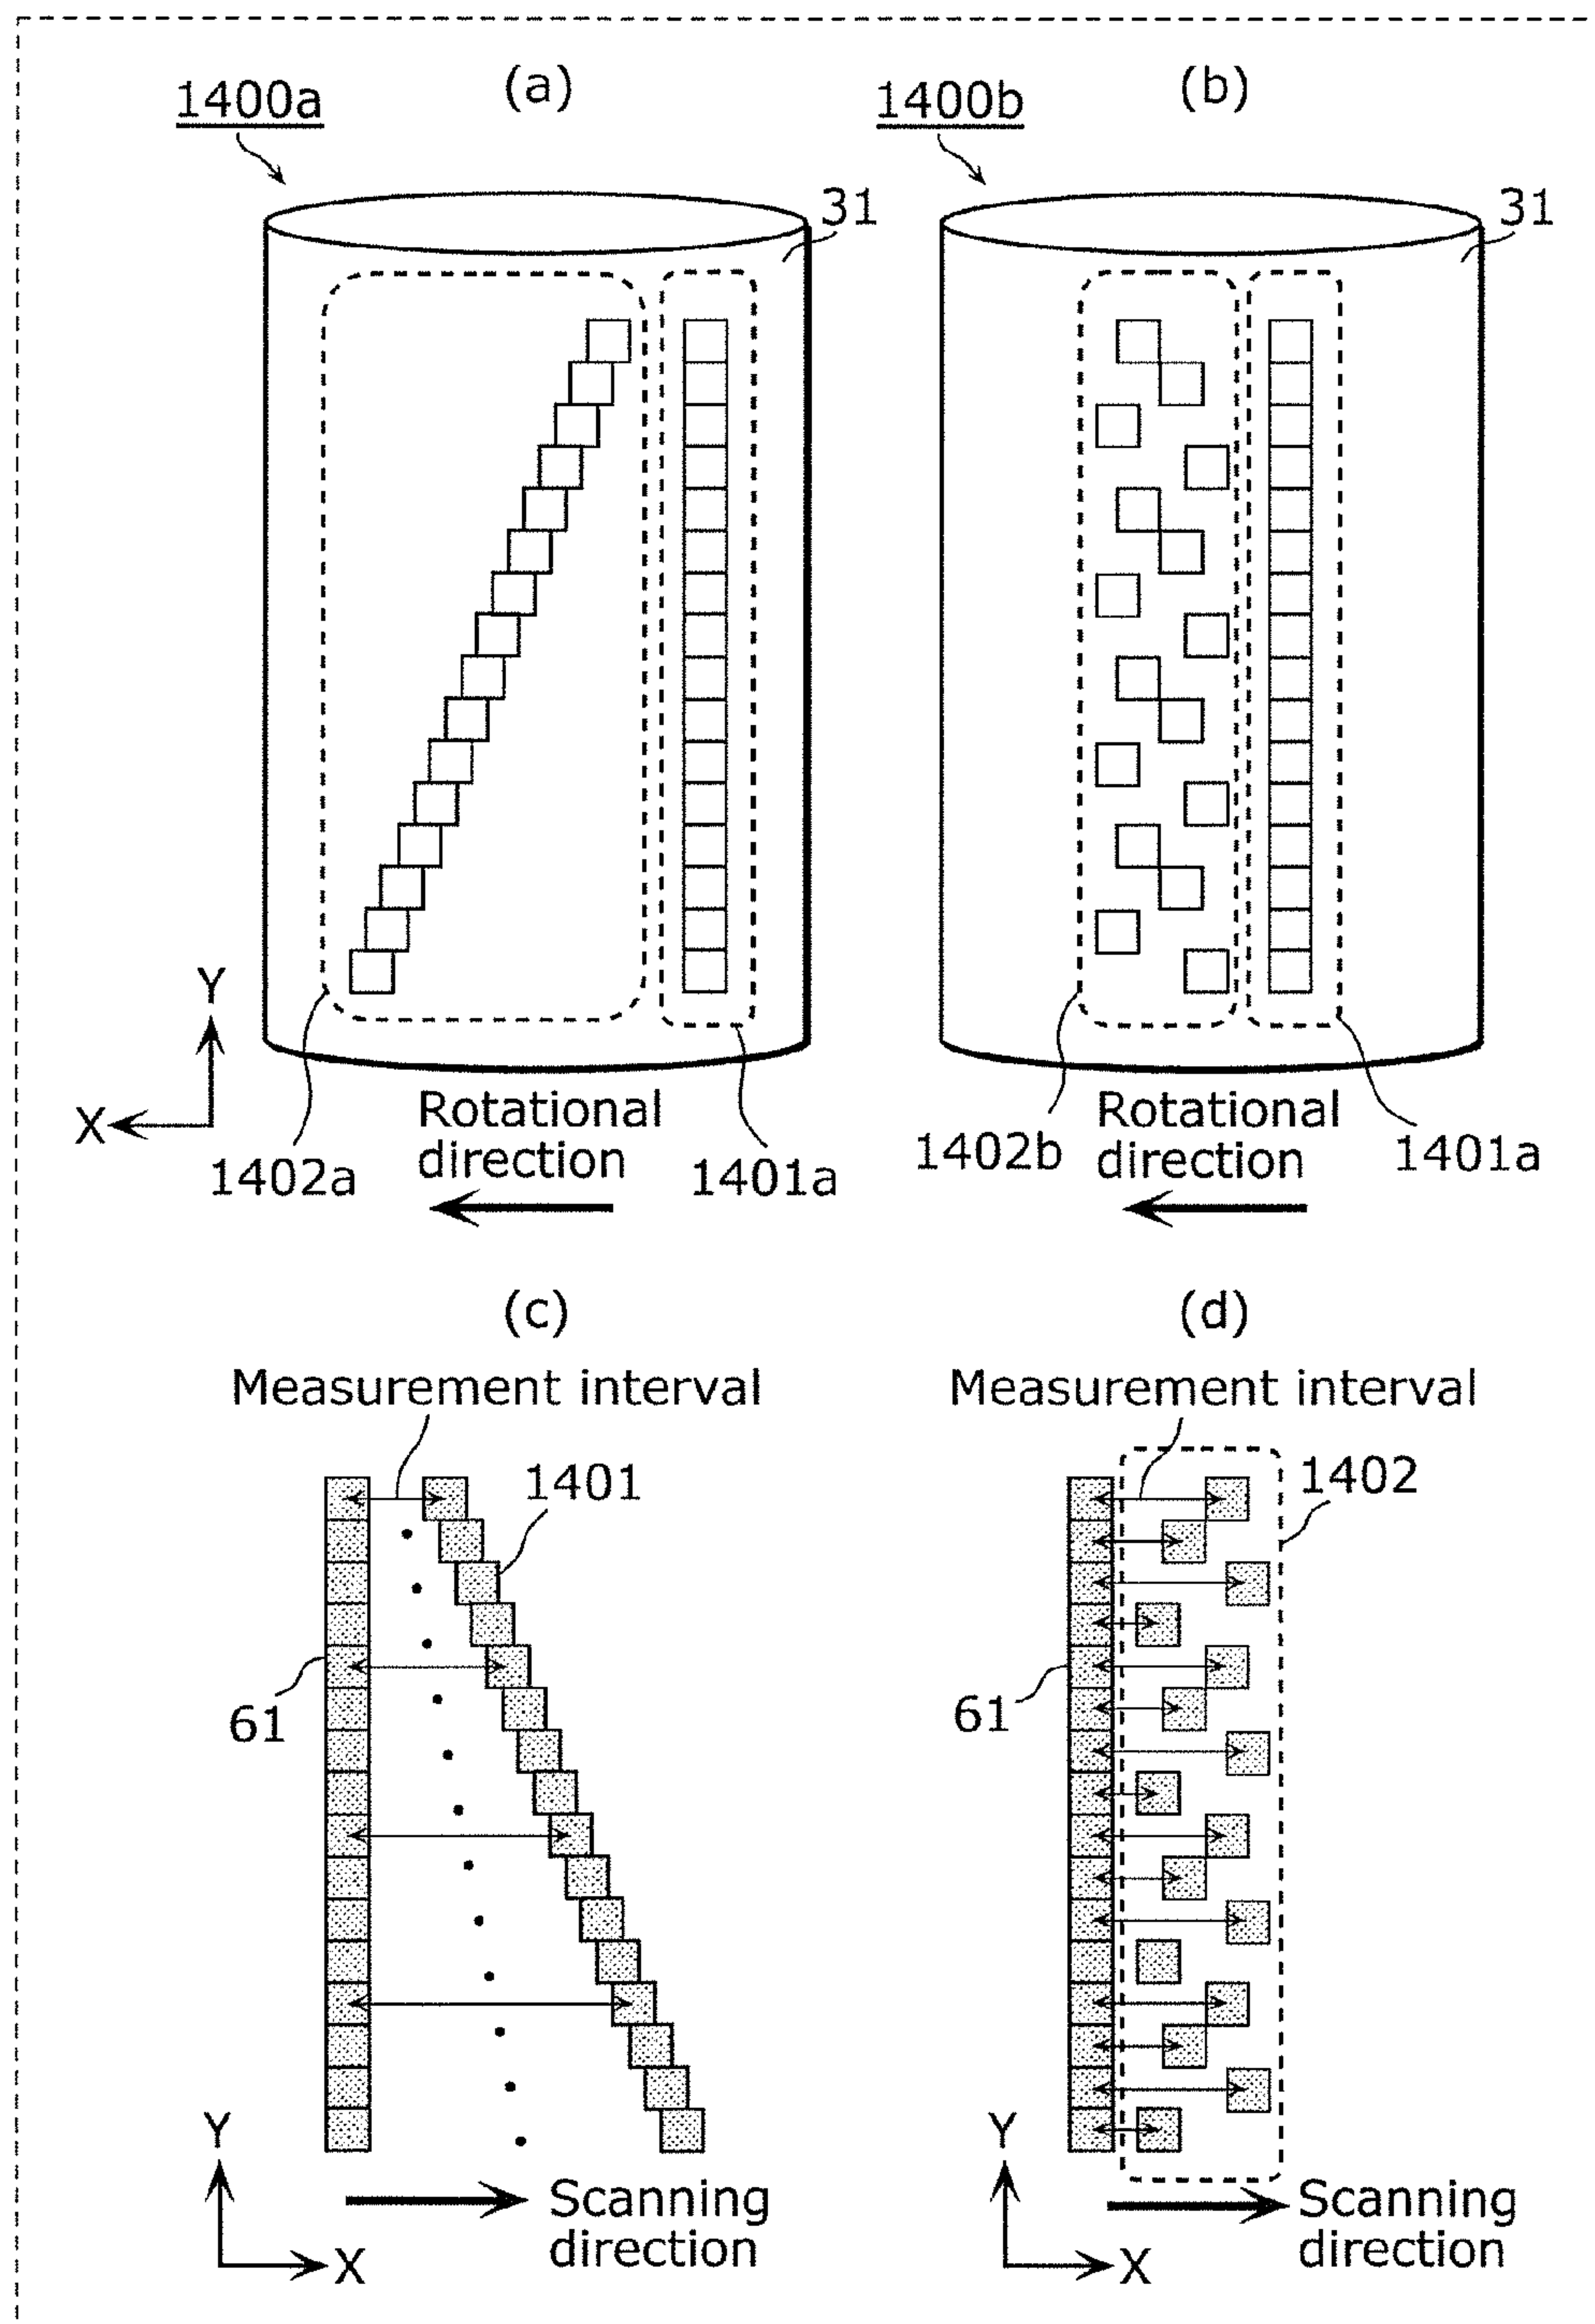 (a)
(b)
1400a
1400b
31
31
Y
X
Rotational
direction
1402a
1401a
1402b
Rotational
direction
1401a
(c)
(d)
Measurement interval
Measurement interval
1401
1402
61
61
Y
X
Scanning
direction
Y
X
Scanning
direction